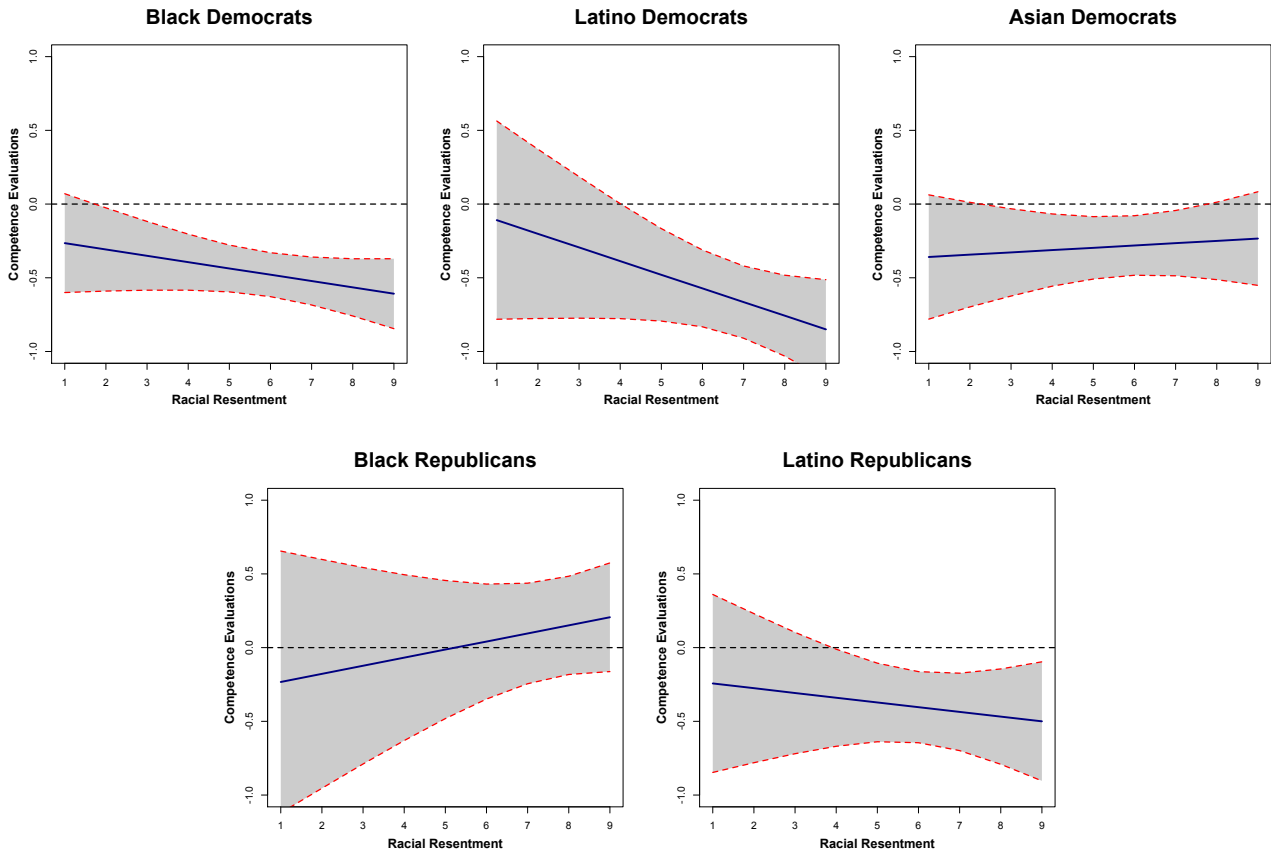 Black Democrats
1.0
0.5
0.0
-0.5
-1.0
Competence Evaluations
1 2 3 4 5 6 7 8 9
Racial Resentment
Latino Democrats
1.0
0.5
0.0
-0.5
-1.0
Competence Evaluations
1 2 3 4 5 6 7 8 9
Racial Resentment
Asian Democrats
1.0
0.5
0.0
-0.5
-1.0
Competence Evaluations
1 2 3 4 5 6 7 8 9
Racial Resentment
Black Republicans
1.0
0.5
0.0
-0.5
-1.0
Competence Evaluations
1 2 3 4 5 6 7 8 9
Racial Resentment
Latino Republicans
1.0
0.5
0.0
-0.5
-1.0
Competence Evaluations
1 2 3 4 5 6 7 8 9
Racial Resentment